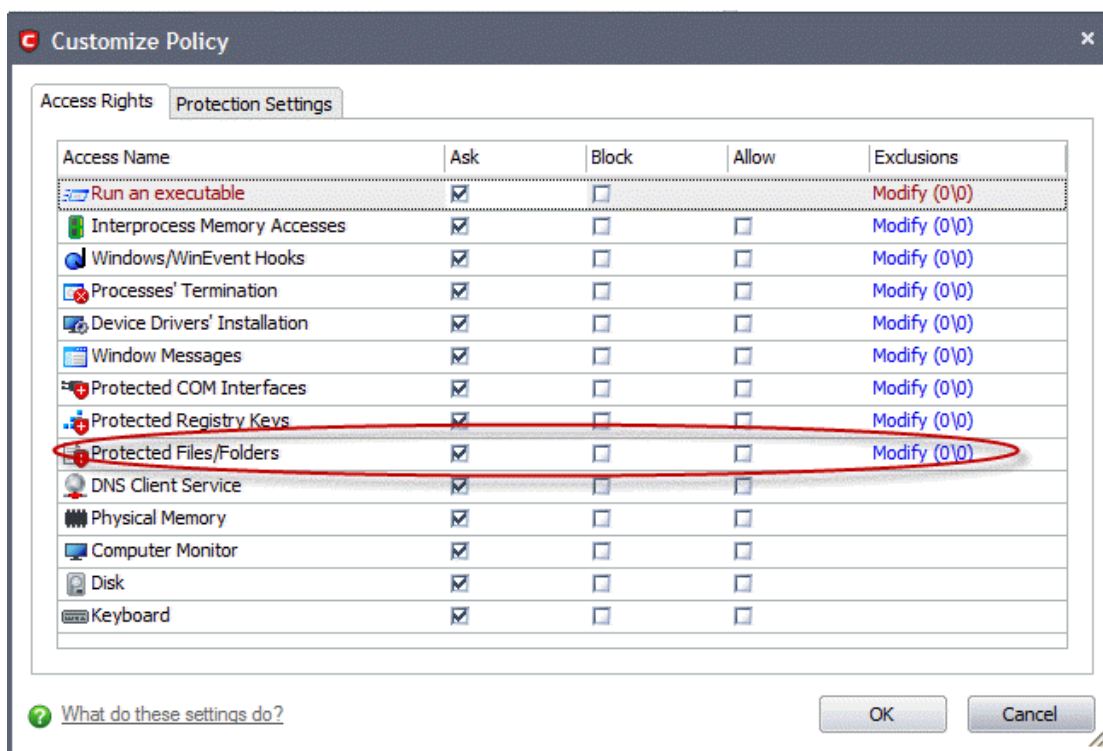 Customize Policy
Access Rights Protection Settings
Access Name Ask Block Allow Exclusions
Run an executable Modify (0\0)
Interprocess Memory Accesses Modify (0\0)
Windows/WinEvent Hooks Modify (0\0)
Processes' Termination Modify (0\0)
Device Drivers' Installation Modify (0\0)
Window Messages Modify (0\0)
Protected COM Interfaces Modify (0\0)
Protected Registry Keys Modify (0\0)
Protected Files/Folders Modify (0\0)
DNS Client Service
Physical Memory
Computer Monitor
Disk
Keyboard
What do these settings do?
OK Cancel